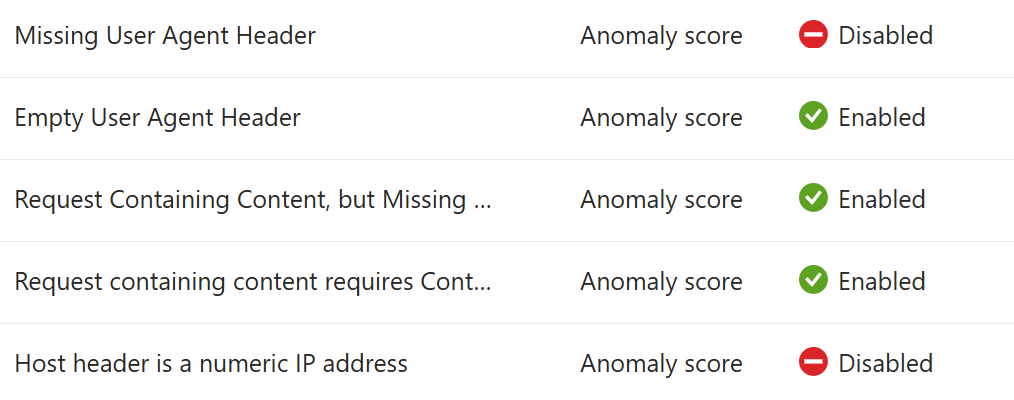 Missing User Agent Header Anomaly score Disabled
Empty User Agent Header Anomaly score Enabled
Request Containing Content, but Missing ... Anomaly score Enabled
Request containing content requires Cont... Anomaly score Enabled
Host header is a numeric IP address Anomaly score Disabled